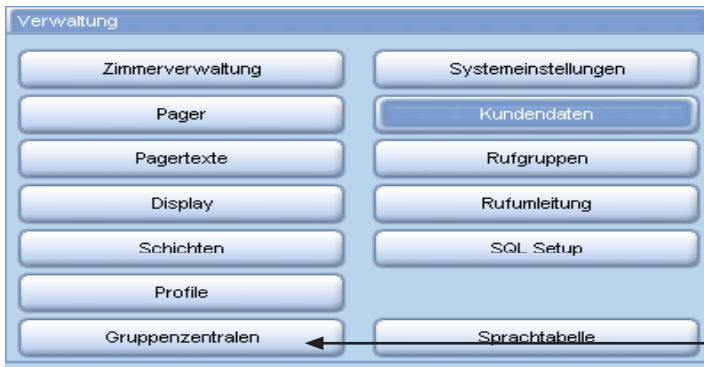 Verwaltung
Zimmerverwaltung
Systemeinstellungen
Pager
Kundendaten
Pagertexte
Rufgruppen
Display
Rufumleitung
Schichten
SQL Setup
Profile
Gruppenzentralen
Sprachtabelle